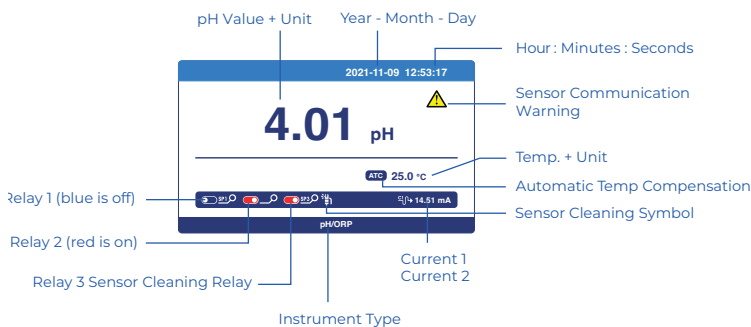 pH Value + Unit
Year - Month - Day
Hour : Minutes : Seconds
2021-11-09 12:53:17
Sensor Communication
Warning
4.01 pH
Temp. + Unit
ATC 25.0 °C
Automatic Temp Compensation
Relay 1 (blue is off)
SP1
SP3
14.51 mA
Sensor Cleaning Symbol
pH/ORP
Relay 2 (red is on)
Current 1
Current 2
Relay 3 Sensor Cleaning Relay
Instrument Type